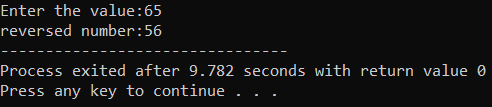 Enter the value:65
reversed number:56
--------------------------------
Process exited after 9.782 seconds with return value 0
Press any key to continue . . .